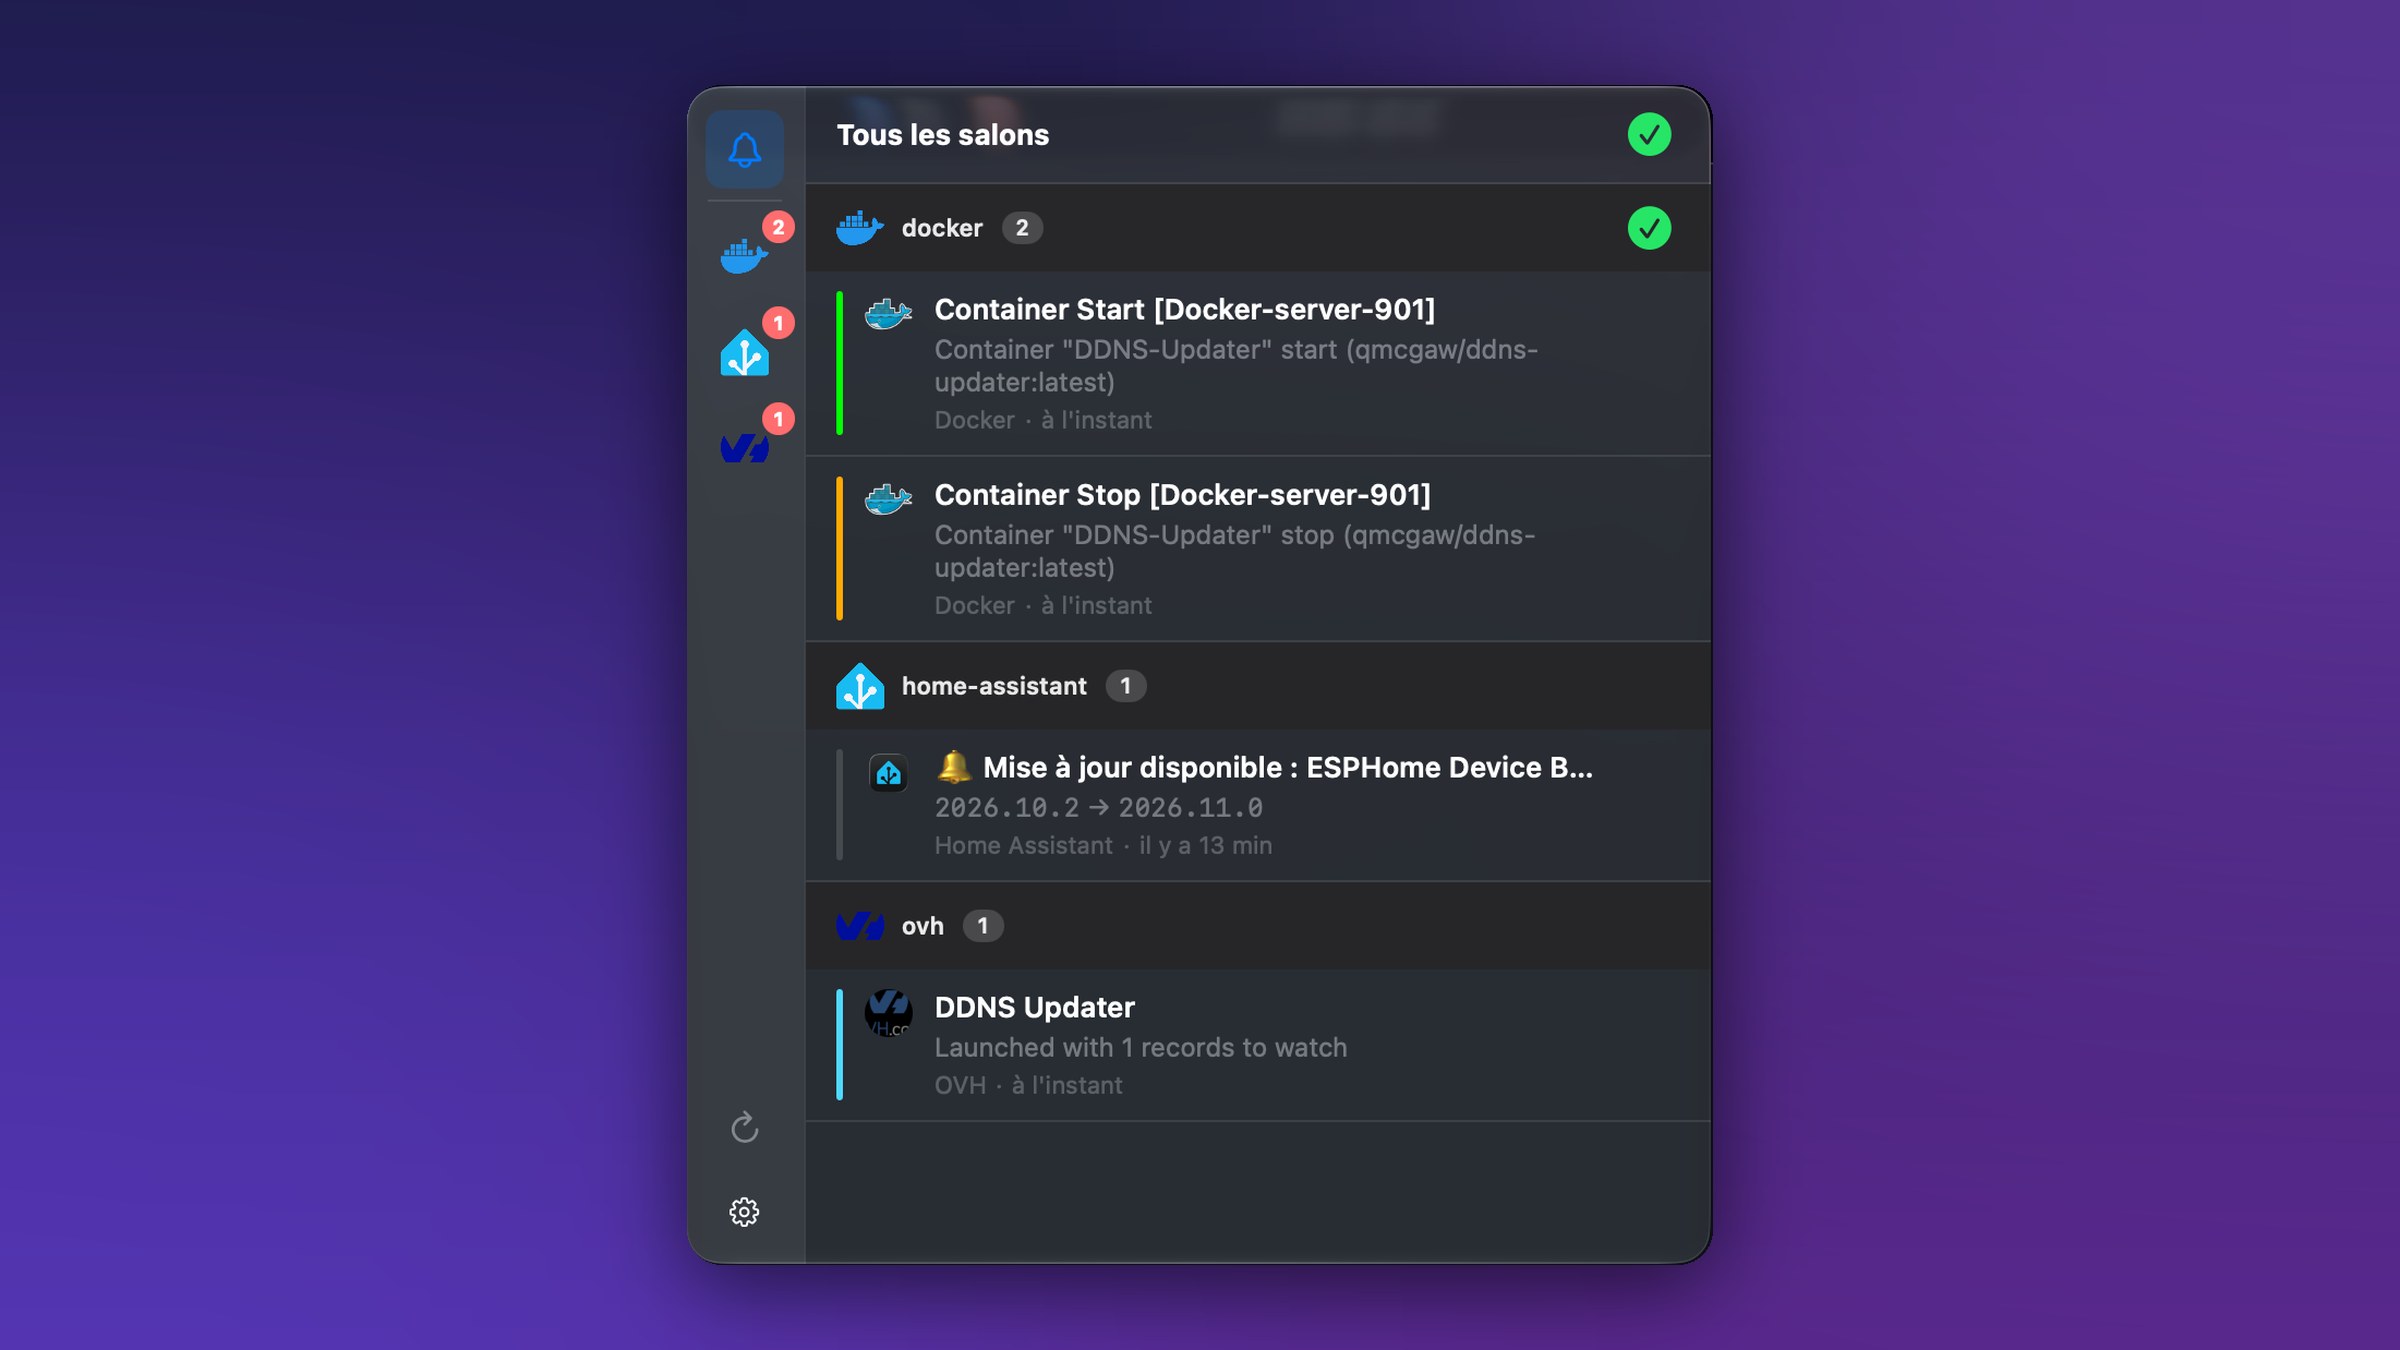 Tous les salons
2
docker 2
1
1
Container Start [Docker-server-901]
Container "DDNS-Updater" start (qmcgaw/ddns-
updater:latest)
Docker · à l'instant
Container Stop [Docker-server-901]
Container "DDNS-Updater" stop (qmcgaw/ddns-
updater:latest)
Docker · à l'instant
home-assistant 1
Mise à jour disponible : ESPHome Device B...
2026.10.2 → 2026.11.0
Home Assistant · il y a 13 min
ovh 1
DDNS Updater
Launched with 1 records to watch
OVH · à l'instant